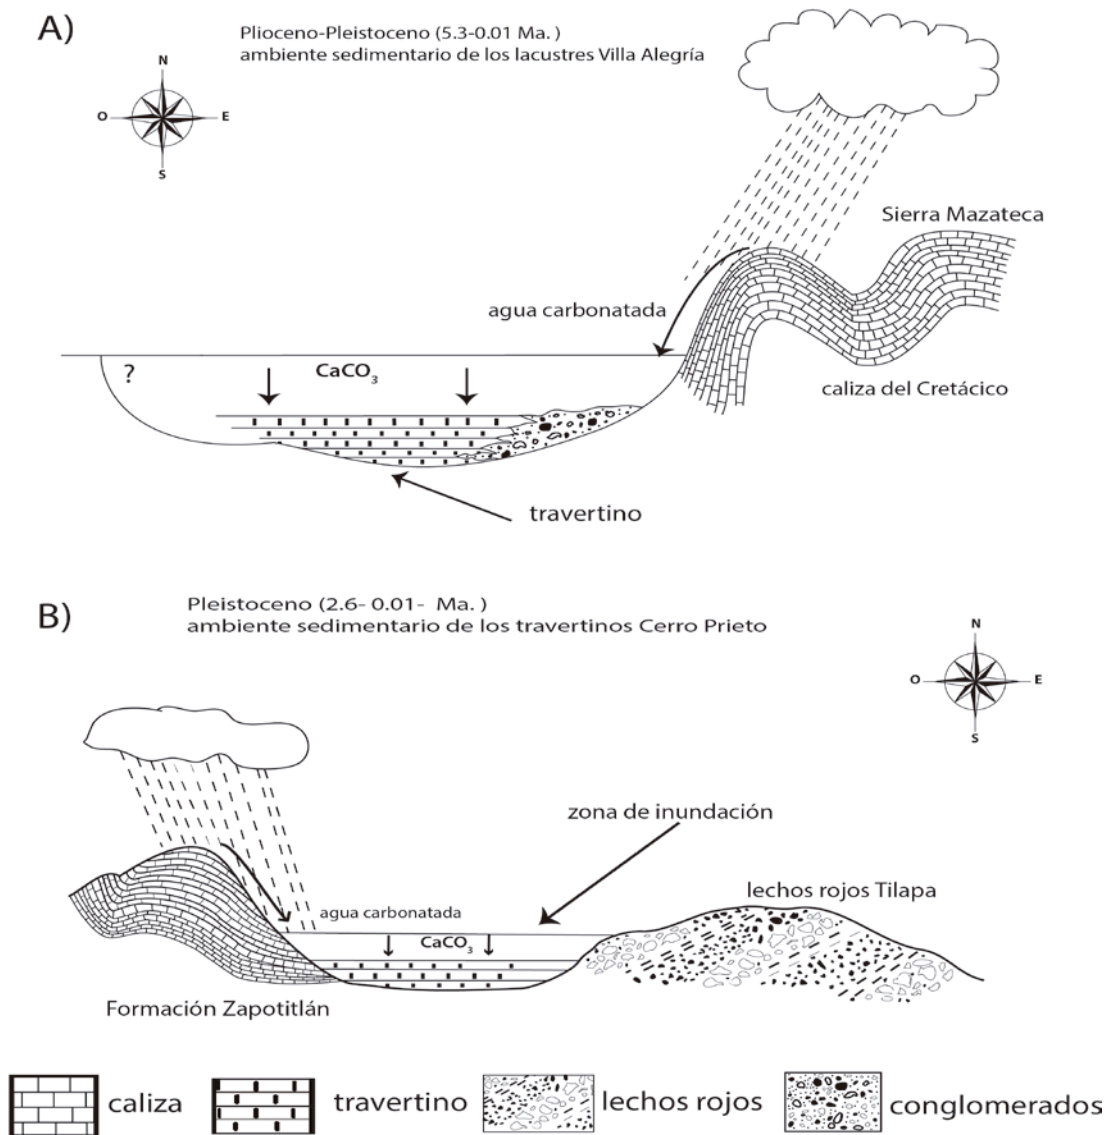 A)
Plioceno-Pleistoceno (5.3-0.01 Ma. )
ambiente sedimentario de los lacustres Villa Alegría
N
O
E
S
Sierra Mazateca
agua carbonatada
?
CaCO₃
caliza del Cretácico
travertino
B)
Pleistoceno (2.6- 0.01- Ma. )
ambiente sedimentario de los travertinos Cerro Prieto
N
O
E
S
zona de inundación
lechos rojos Tilapa
agua carbonatada
CaCO₃
Formación Zapotitlán
caliza
travertino
lechos rojos
conglomerados